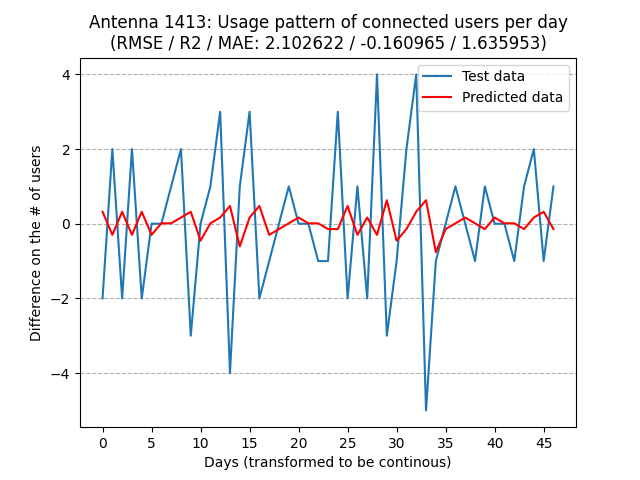 Antenna 1413: Usage pattern of connected users per day
(RMSE / R2 / MAE: 2.102622 / -0.160965 / 1.635953)
Test data
Predicted data
Difference on the # of users
4
2
0
−2
−4
0 5 10 15 20 25 30 35 40 45
Days (transformed to be continous)